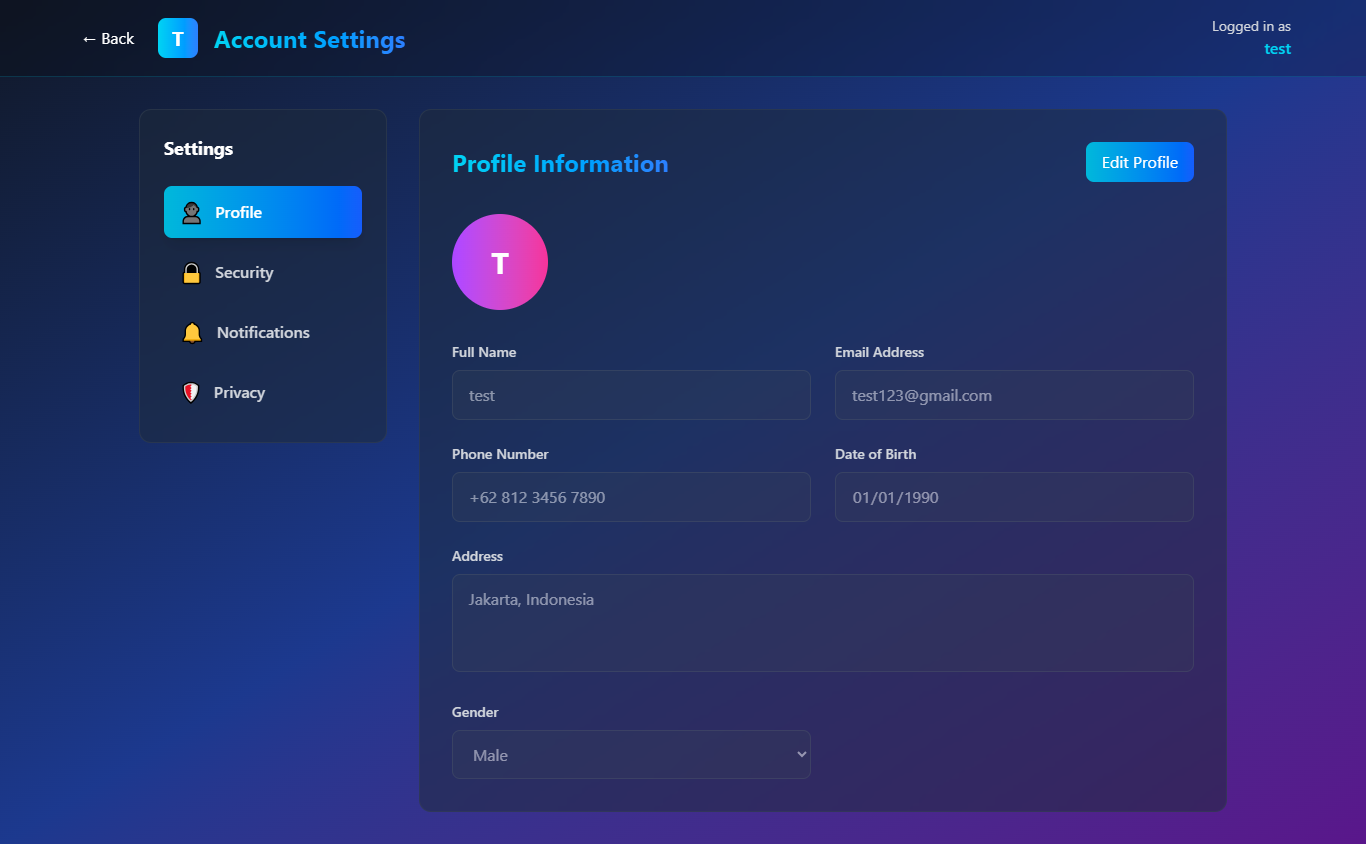 ← Back
T
Account Settings
Logged in as
test
Settings
Profile
Security
Notifications
Privacy
Profile Information
Edit Profile
T
Full Name
Email Address
test
test123@gmail.com
Phone Number
Date of Birth
+62 812 3456 7890
01/01/1990
Address
Jakarta, Indonesia
Gender
Male